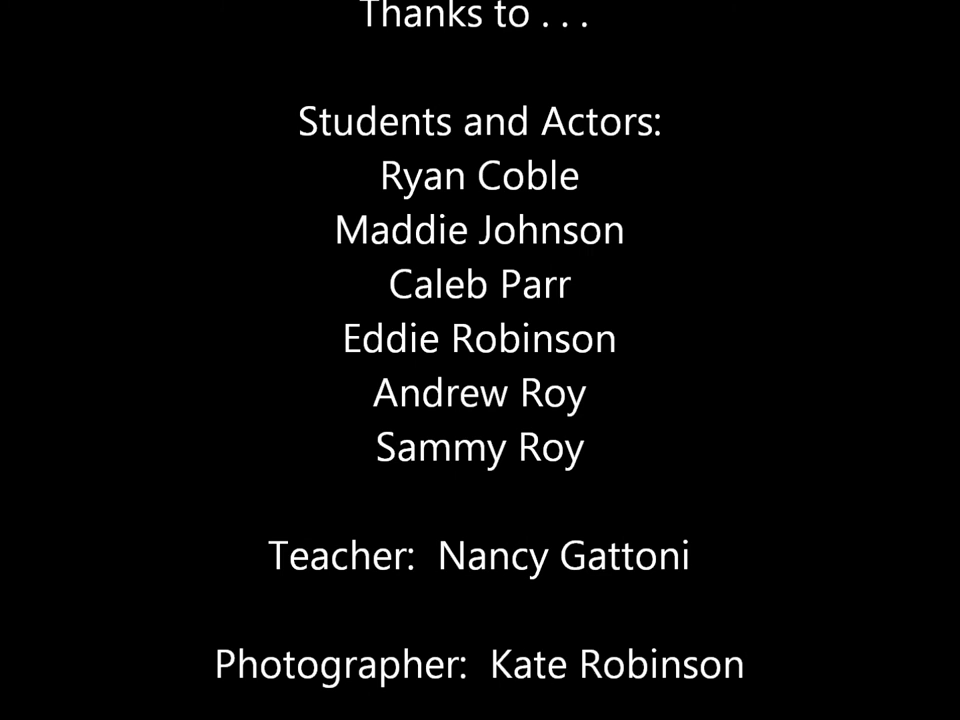 Thanks to . . .
Students and Actors:
Ryan Coble
Maddie Johnson
Caleb Parr
Eddie Robinson
Andrew Roy
Sammy Roy
Teacher:  Nancy Gattoni
Photographer:  Kate Robinson